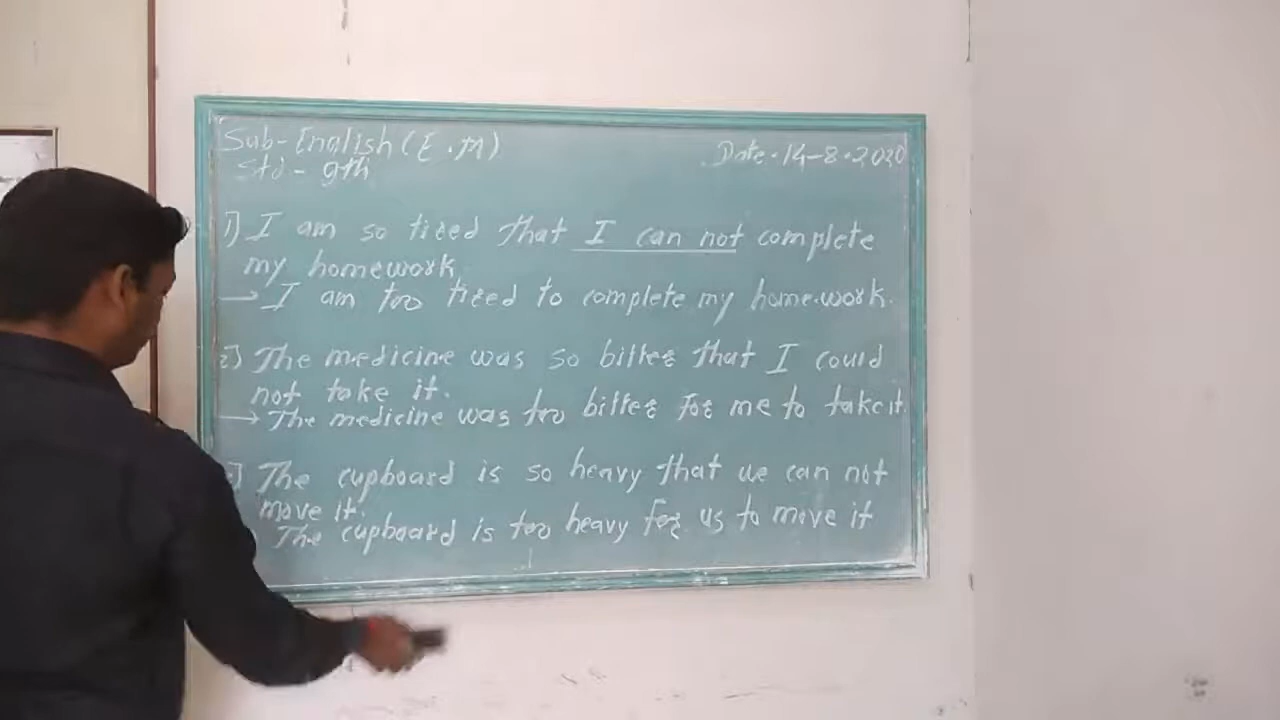 Sub-English (E.M)
Date-14-8-2020
Std-9th
1) I am so tired that I can not complete
my homework.
→ I am too tired to complete my home.work.
2) The medicine was so bitter that I could
not take it.
→ The medicine was too bitter for me to take it.
The cupboard is so heavy that we can not
move it.
The cupboard is too heavy for us to move it